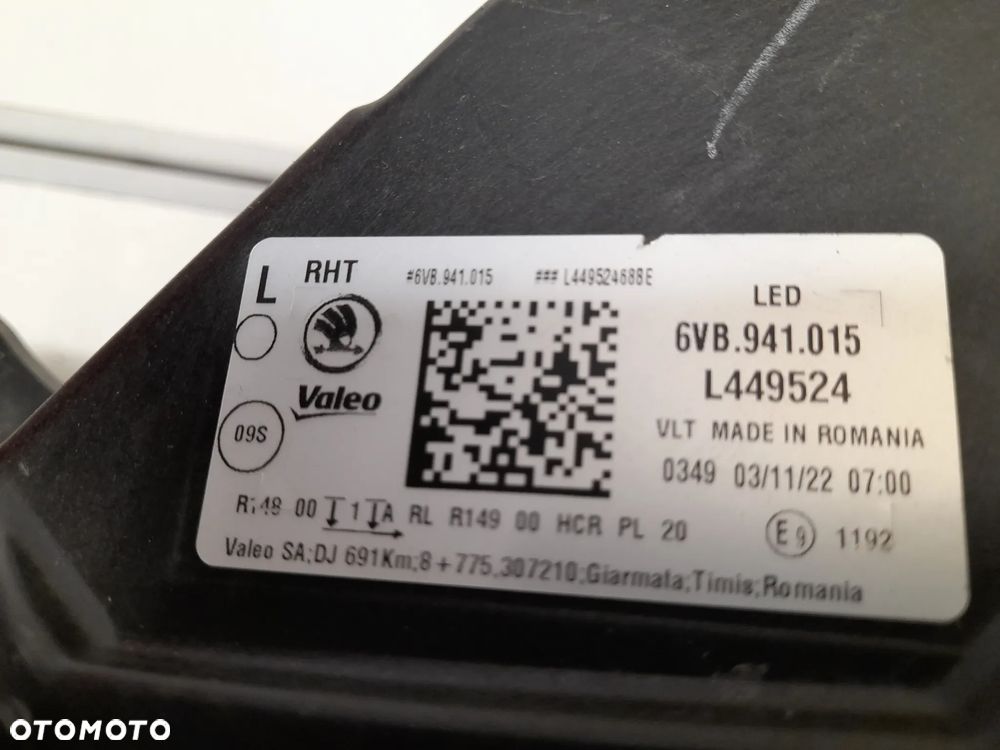 L RHT #6VB.941.015 ### L449524688E
LED
6VB.941.015
Valeo
L449524
09S
VLT MADE IN ROMANIA
0349 03/11/22 07:00
R148 00 1 A RL R149 00 HCR PL 20 E9 1192
Valeo SA;DJ 691Km;8+775,307210;Giarmata;Timis;Romania
OTOMOTO